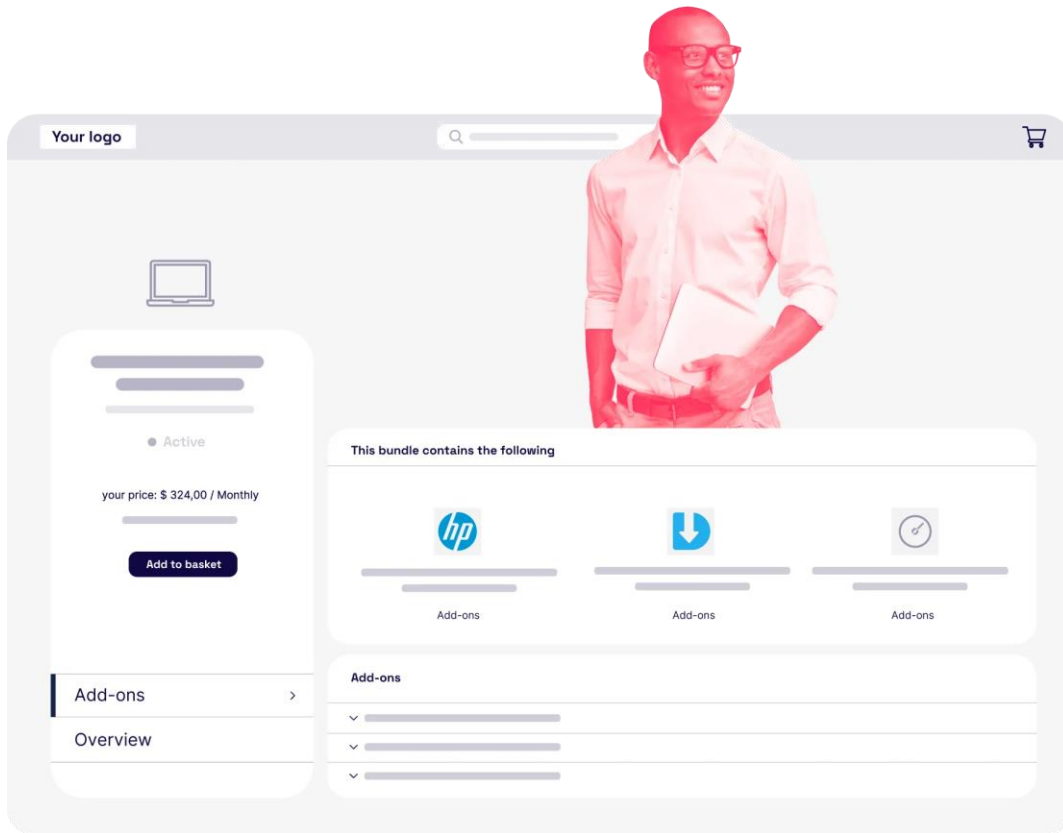 Your logo
Active
your price: $ 324,00 / Monthly
Add to basket
Add-ons
Overview
This bundle contains the following
hp
Add-ons
Add-ons
Add-ons
Add-ons